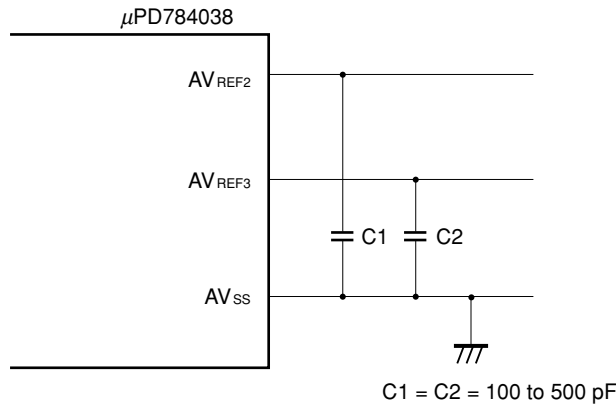 μPD784038
AVREF2
AVREF3
C1
C2
AVSS
C1 = C2 = 100 to 500 pF